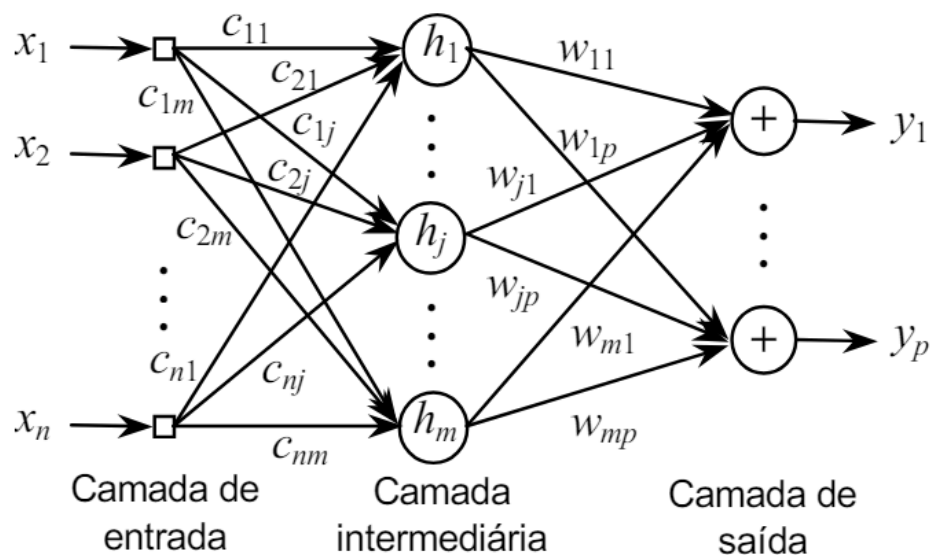 x₁ c₁₁ h₁ w₁₁
c₂₁
c₁ₘ c₁ⱼ + y₁
x₂ w₁ₚ
c₂ⱼ wⱼ₁
c₂ₘ hⱼ
wⱼₚ
cₙ₁ cₙⱼ wₘ₁ + yₚ
xₙ hₘ
cₙₘ wₘₚ
Camada de entrada
Camada intermediária
Camada de saída